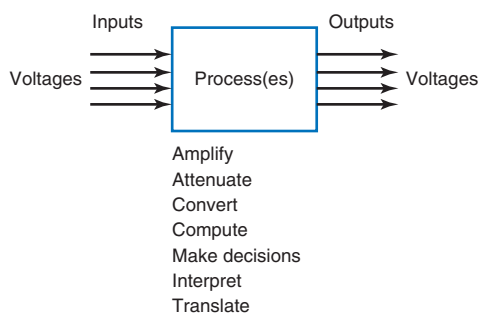 Inputs
Outputs
Voltages
Process(es)
Voltages
Amplify
Attenuate
Convert
Compute
Make decisions
Interpret
Translate